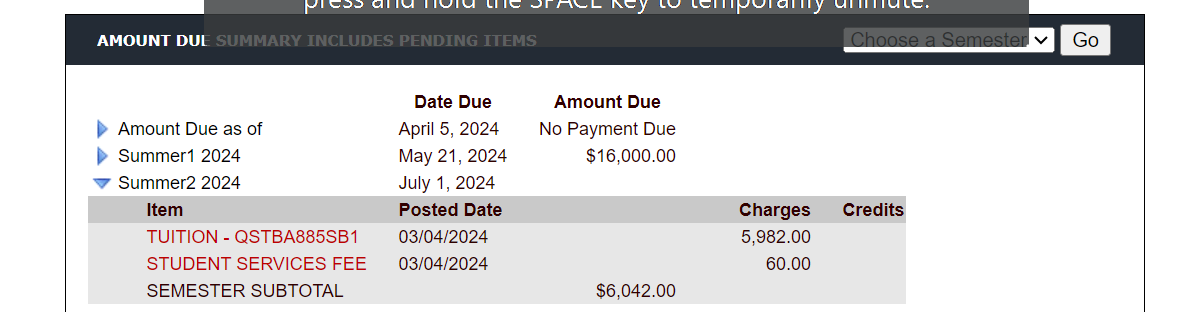 press and hold the SPACE key to temporarily unmute.
AMOUNT DUE SUMMARY INCLUDES PENDING ITEMS Choose a Semester Go
Date Due Amount Due
Amount Due as of April 5, 2024 No Payment Due
Summer1 2024 May 21, 2024 $16,000.00
Summer2 2024 July 1, 2024
Item Posted Date Charges Credits
TUITION - QSTBA885SB1 03/04/2024 5,982.00
STUDENT SERVICES FEE 03/04/2024 60.00
SEMESTER SUBTOTAL $6,042.00